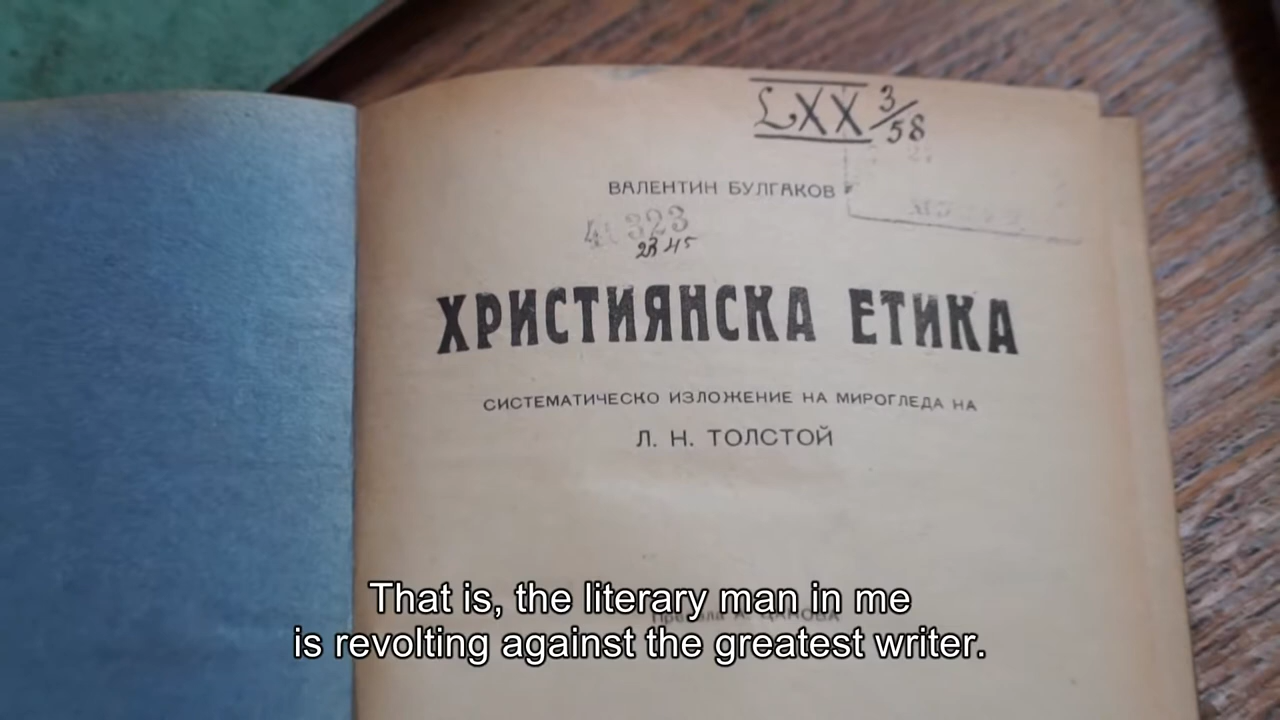 LXX 3/58
ВАЛЕНТИН БУЛГАКОВ
323
23 45
ХРИСТИЯНСКА ЕТИКА
СИСТЕМАТИЧЕСКО ИЗЛОЖЕНИЕ НА МИРОГЛЕДА НА
Л. Н. ТОЛСТОЙ
That is, the literary man in me
is revolting against the greatest writer.